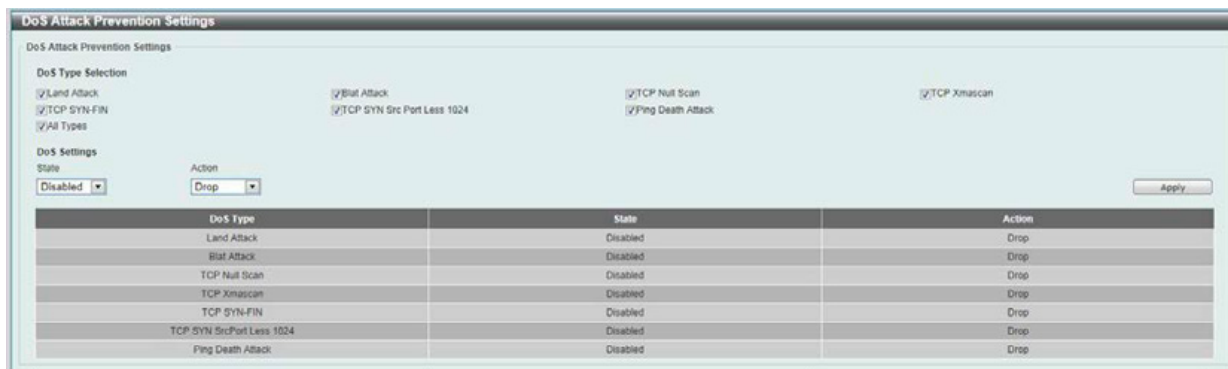 DoS Attack Prevention Settings
DoS Attack Prevention Settings
DoS Type Selection
Land Attack Blat Attack TCP Null Scan TCP Xmascan
TCP SYN-FIN TCP SYN Src Port Less 1024 Ping Death Attack
All Types
DoS Settings
State Action
Disabled Drop Apply
DoS Type State Action
Land Attack Disabled Drop
Blat Attack Disabled Drop
TCP Null Scan Disabled Drop
TCP Xmascan Disabled Drop
TCP SYN-FIN Disabled Drop
TCP SYN SrcPort Less 1024 Disabled Drop
Ping Death Attack Disabled Drop